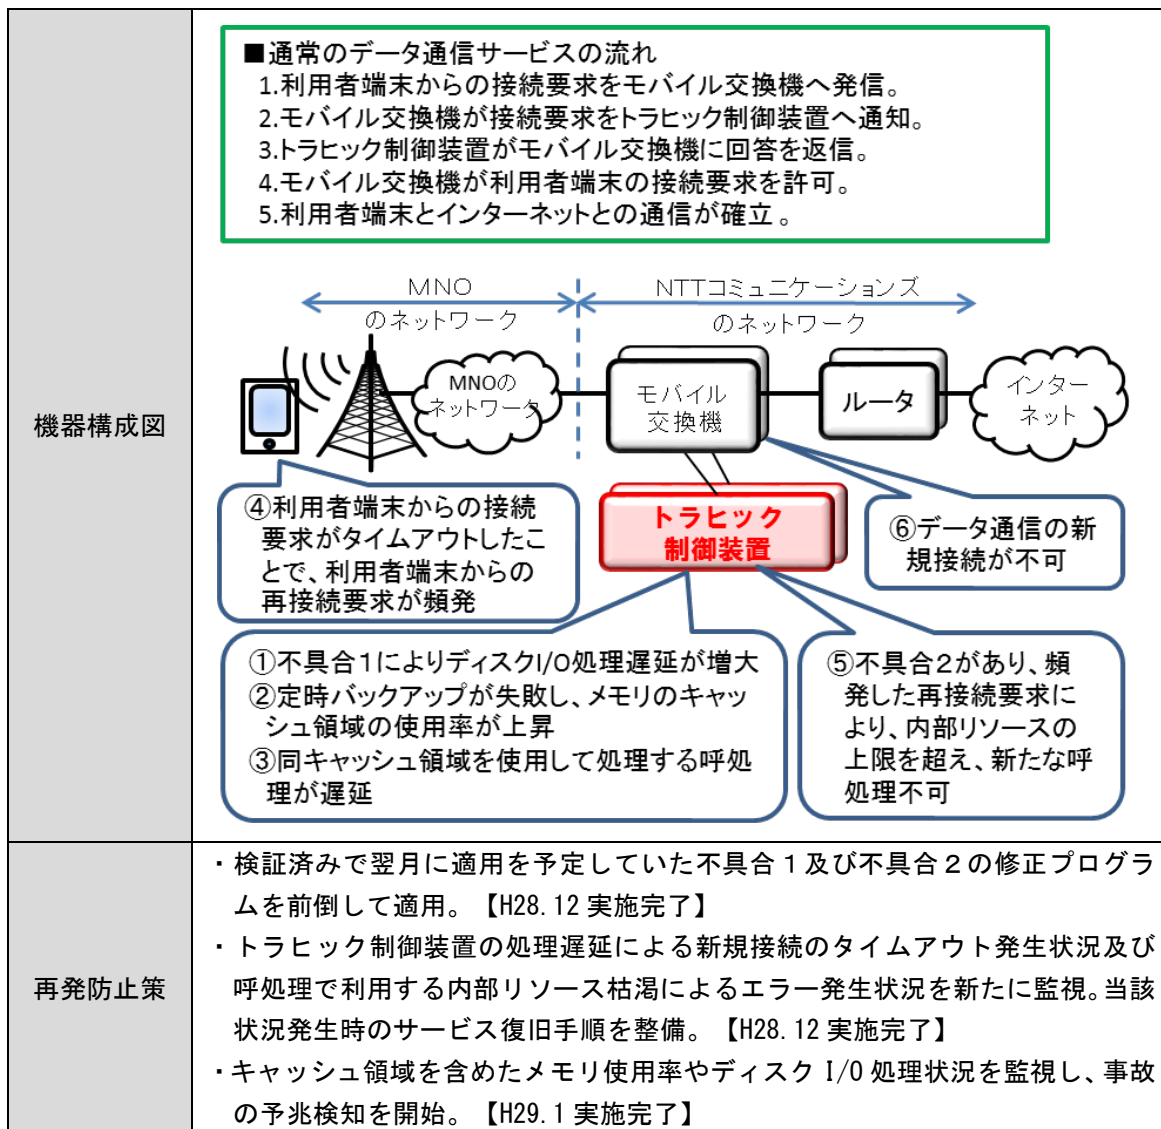 機器構成図
■通常のデータ通信サービスの流れ
1.利用者端末からの接続要求をモバイル交換機へ発信。
2.モバイル交換機が接続要求をトラヒック制御装置へ通知。
3.トラヒック制御装置がモバイル交換機に回答を返信。
4.モバイル交換機が利用者端末の接続要求を許可。
5.利用者端末とインターネットとの通信が確立。
MNO
のネットワーク
NTTコミュニケーションズ
のネットワーク
MNOの
ネットワーク
モバイル
交換機
ルータ
インター
ネット
トラヒック
制御装置
④利用者端末からの接続
要求がタイムアウトしたこ
とで、利用者端末からの
再接続要求が頻発
⑥データ通信の新
規接続が不可
①不具合1によりディスクI/O処理遅延が増大
②定時バックアップが失敗し、メモリのキャッ
シュ領域の使用率が上昇
③同キャッシュ領域を使用して処理する呼処
理が遅延
⑤不具合2があり、頻
発した再接続要求によ
り、内部リソースの
上限を超え、新たな呼
処理不可
再発防止策
・検証済みで翌月に適用を予定していた不具合1及び不具合2の修正プログラ
ムを前倒して適用。【H28.12 実施完了】
・トラヒック制御装置の処理遅延による新規接続のタイムアウト発生状況及び
呼処理で利用する内部リソース枯渇によるエラー発生状況を新たに監視。当該
状況発生時のサービス復旧手順を整備。【H28.12 実施完了】
・キャッシュ領域を含めたメモリ使用率やディスク I/O 処理状況を監視し、事故
の予兆検知を開始。【H29.1 実施完了】